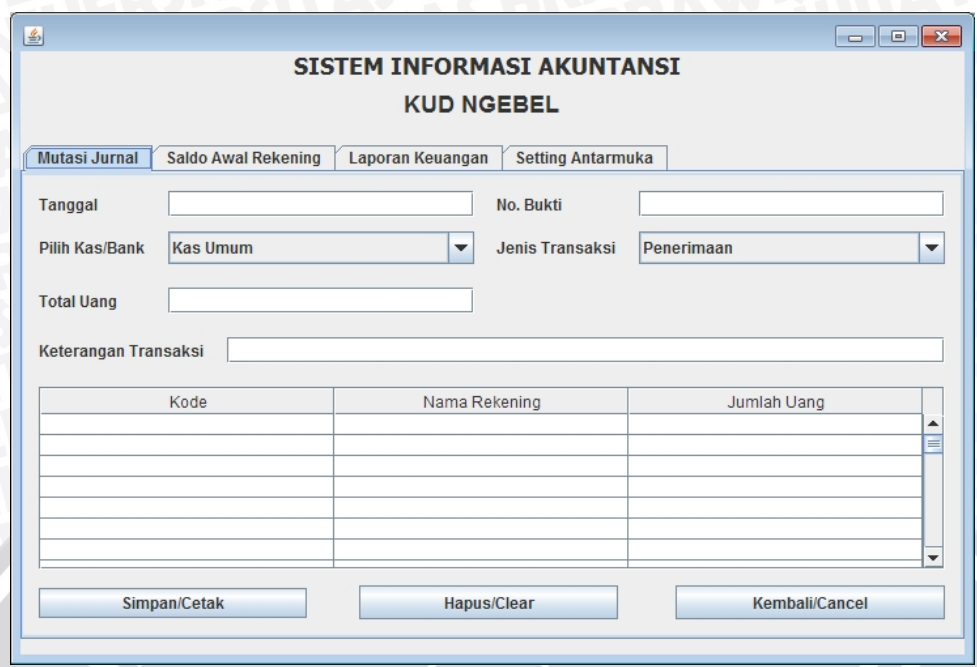 SISTEM INFORMASI AKUNTANSI
KUD NGEBEL
Mutasi Jurnal Saldo Awal Rekening Laporan Keuangan Setting Antarmuka
Tanggal No. Bukti
Pilih Kas/Bank Kas Umum Jenis Transaksi Penerimaan
Total Uang
Keterangan Transaksi
Kode Nama Rekening Jumlah Uang
Simpan/Cetak Hapus/Clear Kembali/Cancel